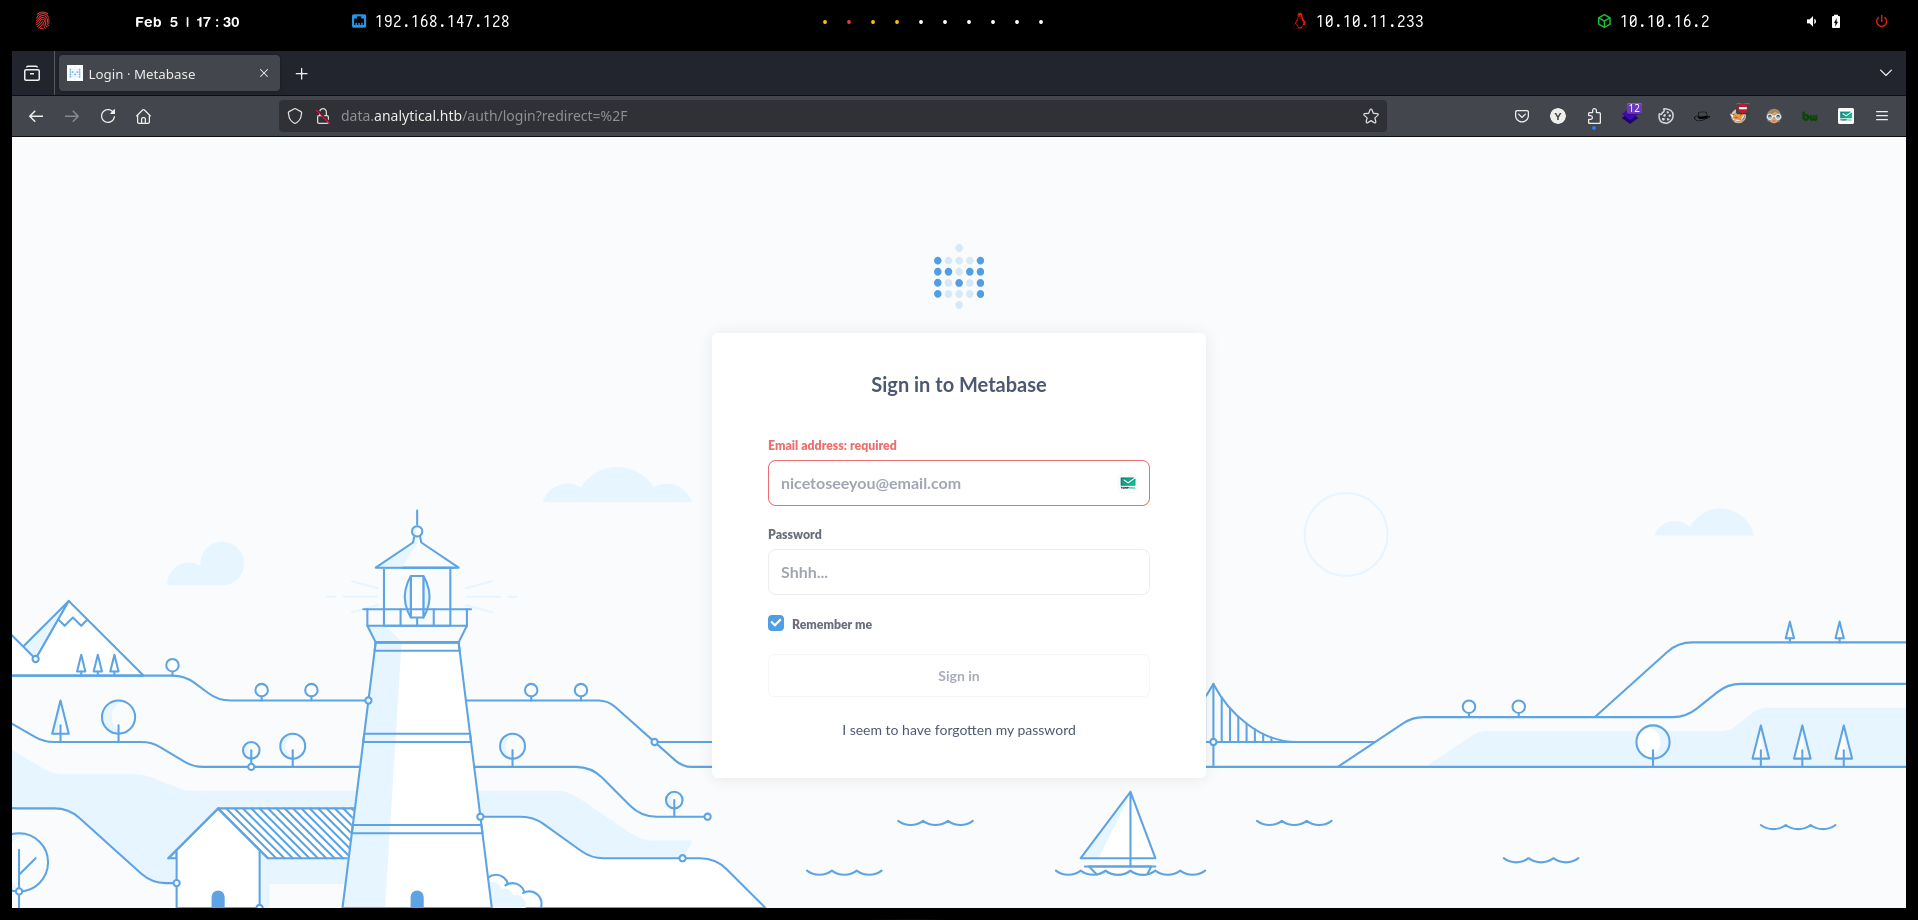 Feb 5 | 17:30
192.168.147.128
10.10.11.233
10.10.16.2
Login · Metabase
data.analytical.htb/auth/login?redirect=%2F
12
Y
bw
Sign in to Metabase
Email address: required
nicetoseeyou@email.com
Password
Shhh...
Remember me
Sign in
I seem to have forgotten my password